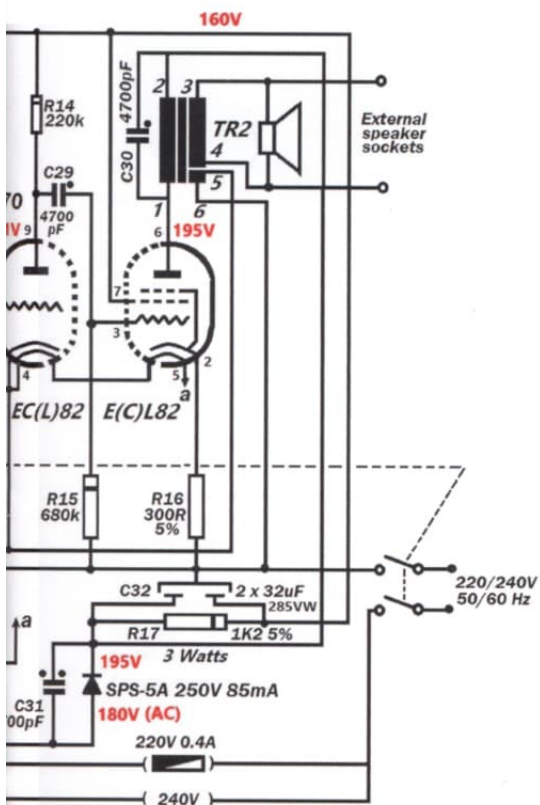 160V
R14
220k
4700pF
C30
2
3
TR2
4
5
1
6
External
speaker
sockets
C29
4700
pF
70
1V
9
6
195V
7
3
4
5
2
a
EC(L)82
E(C)L82
R15
680k
R16
300R
5%
C32
2 x 32uF
285VW
R17
1K2 5%
3 Watts
220/240V
50/60 Hz
a
195V
SPS-5A 250V 85mA
180V (AC)
C31
00pF
220V 0.4A
240V